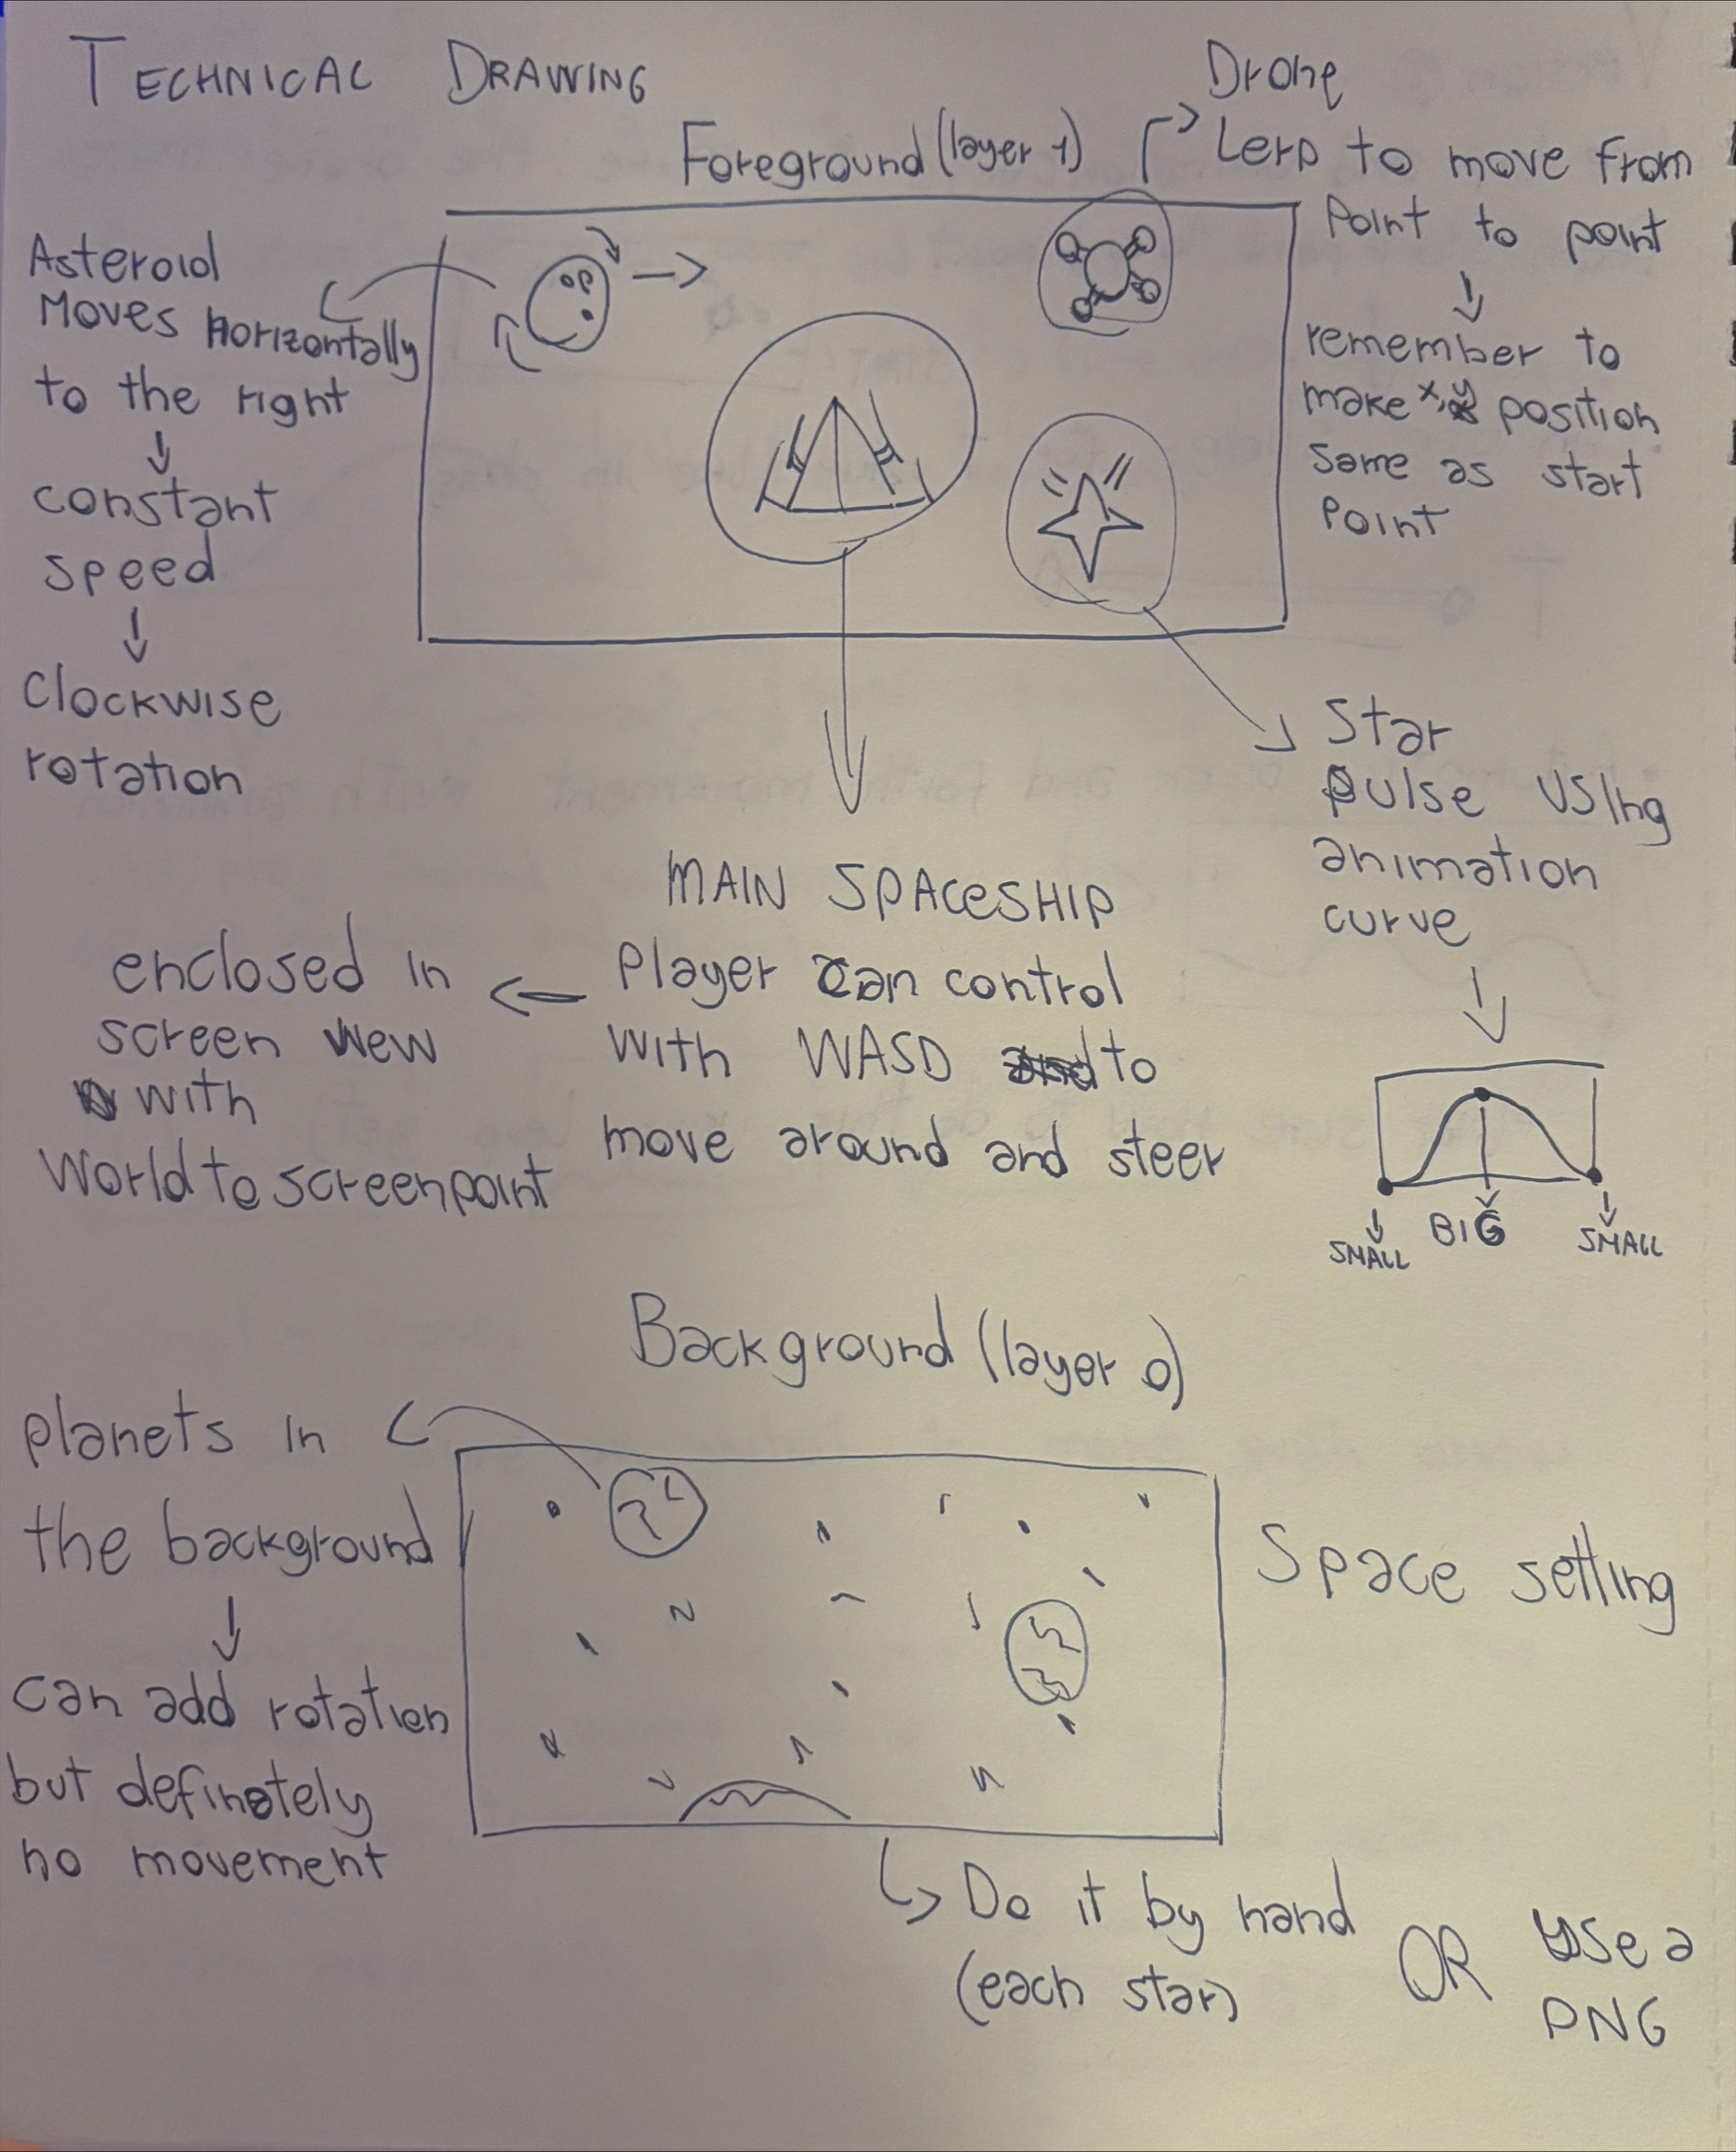 TECHNICAL DRAWING
Foreground (layer 1)
Drone
Lerp to move from
Point to point
remember to
make x,y position
same as start
Point
Asteroid
Moves horizontally
to the right
constant
speed
Clockwise
rotation
Star
Pulse using
animation
curve
SMALL
BIG
SMALL
MAIN SPACESHIP
Player can control
with WASD to
move around and steer
enclosed in
screen view
with
World to screenpoint
Background (layer 0)
planets in
the background
can add rotation
but definetely
no movement
Space setting
Do it by hand
(each star)
OR
Use a
PNG